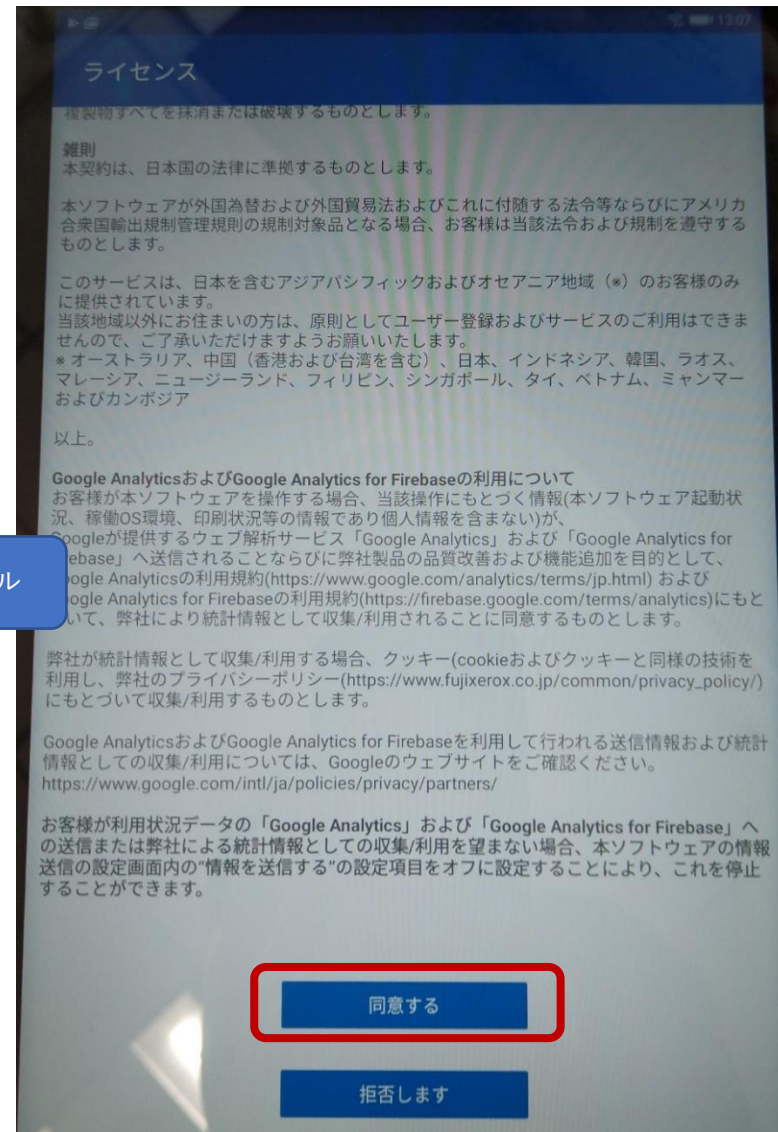 13:07
ライセンス
複製物すべてを抹消または破壊するものとします。
雑則
本契約は、日本国の法律に準拠するものとします。
本ソフトウェアが外国為替および外国貿易法およびこれに付随する法令等ならびにアメリカ
合衆国輸出規制管理規則の規制対象品となる場合、お客様は当該法令および規制を遵守する
ものとします。
このサービスは、日本を含むアジアパシフィックおよびオセアニア地域（※）のお客様のみ
に提供されています。
当該地域以外にお住まいの方は、原則としてユーザー登録およびサービスのご利用はできま
せんので、ご了承いただけますようお願いいたします。
※ オーストラリア、中国（香港および台湾を含む）、日本、インドネシア、韓国、ラオス、
マレーシア、ニュージーランド、フィリピン、シンガポール、タイ、ベトナム、ミャンマー
およびカンボジア
以上。
Google AnalyticsおよびGoogle Analytics for Firebaseの利用について
お客様が本ソフトウェアを操作する場合、当該操作にもとづく情報(本ソフトウェア起動状
況、稼働OS環境、印刷状況等の情報であり個人情報を含まない)が、
Googleが提供するウェブ解析サービス「Google Analytics」および「Google Analytics for
ebase」へ送信されることならびに弊社製品の品質改善および機能追加を目的として、
ル
ogle Analyticsの利用規約(https://www.google.com/analytics/terms/jp.html) および
ogle Analytics for Firebaseの利用規約(https://firebase.google.com/terms/analytics)にもと
いて、弊社により統計情報として収集/利用されることに同意するものとします。
弊社が統計情報として収集/利用する場合、クッキー(cookieおよびクッキーと同様の技術を
利用し、弊社のプライバシーポリシー(https://www.fujixerox.co.jp/common/privacy_policy/)
にもとづいて収集/利用するものとします。
Google AnalyticsおよびGoogle Analytics for Firebaseを利用して行われる送信情報および統計
情報としての収集/利用については、Googleのウェブサイトをご確認ください。
https://www.google.com/intl/ja/policies/privacy/partners/
お客様が利用状況データの「Google Analytics」および「Google Analytics for Firebase」へ
の送信または弊社による統計情報としての収集/利用を望まない場合、本ソフトウェアの情報
送信の設定画面内の"情報を送信する"の設定項目をオフに設定することにより、これを停止
することができます。
同意する
拒否します